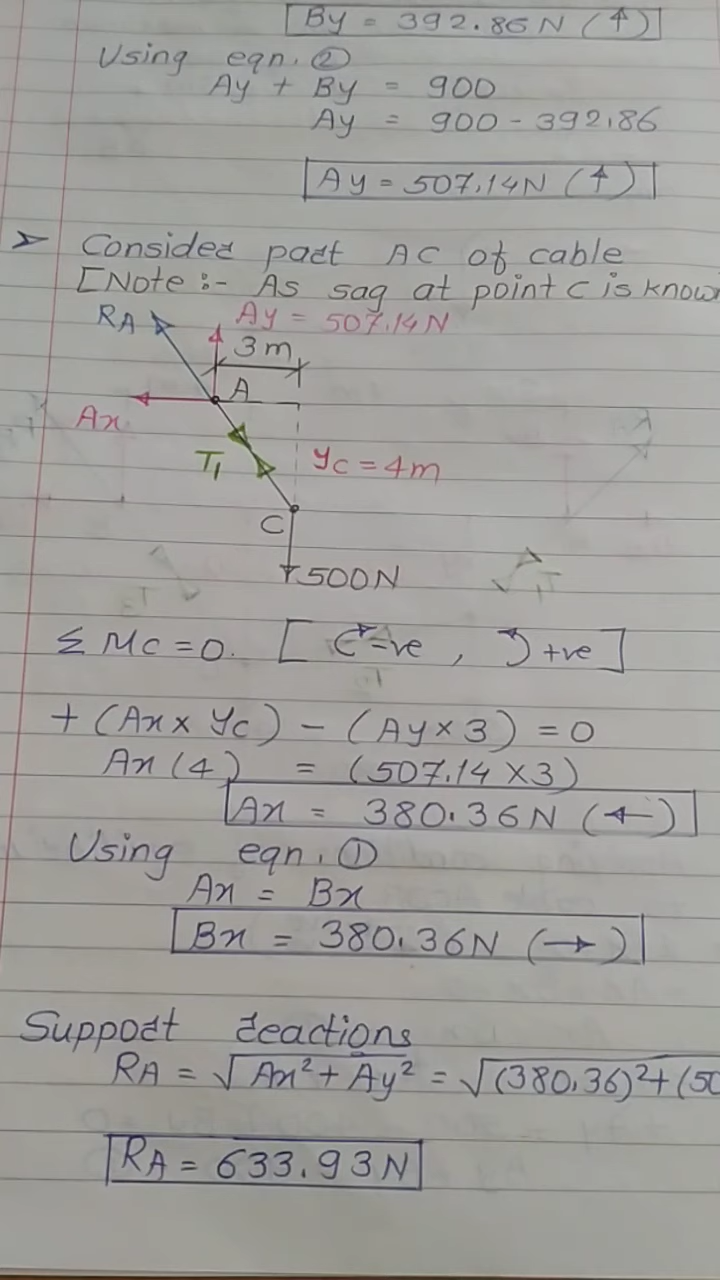 By = 392.86 N (↑)
Using eqn. ②
Ay + By = 900
Ay = 900 - 392.86
Ay = 507.14N (↑)
➢ Consider part AC of cable
[Note :- As sag at point C is know
RA
Ay = 507.14N
3m
A
Ax
T1
yc = 4m
C
500N
Σ Mc = 0. [ ↻ -ve , ↺ +ve ]
+ (Ax × yc) - (Ay × 3) = 0
Ax (4) = (507.14 × 3)
Ax = 380.36N (←)
Using eqn. ①
Ax = Bx
Bx = 380.36N (→)
Support reactions
RA = √Ax² + Ay² = √(380.36)² + (50
RA = 633.93N